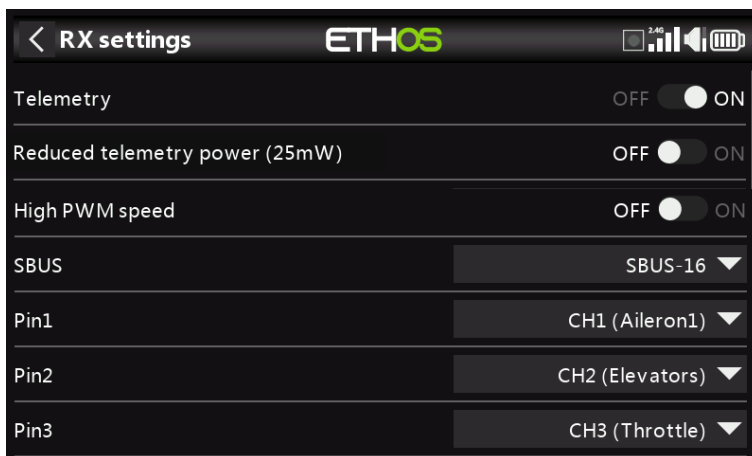 RX settings ETHOS 2.4G
Telemetry OFF ON
Reduced telemetry power (25mW) OFF ON
High PWM speed OFF ON
SBUS SBUS-16
Pin1 CH1 (Aileron1)
Pin2 CH2 (Elevators)
Pin3 CH3 (Throttle)